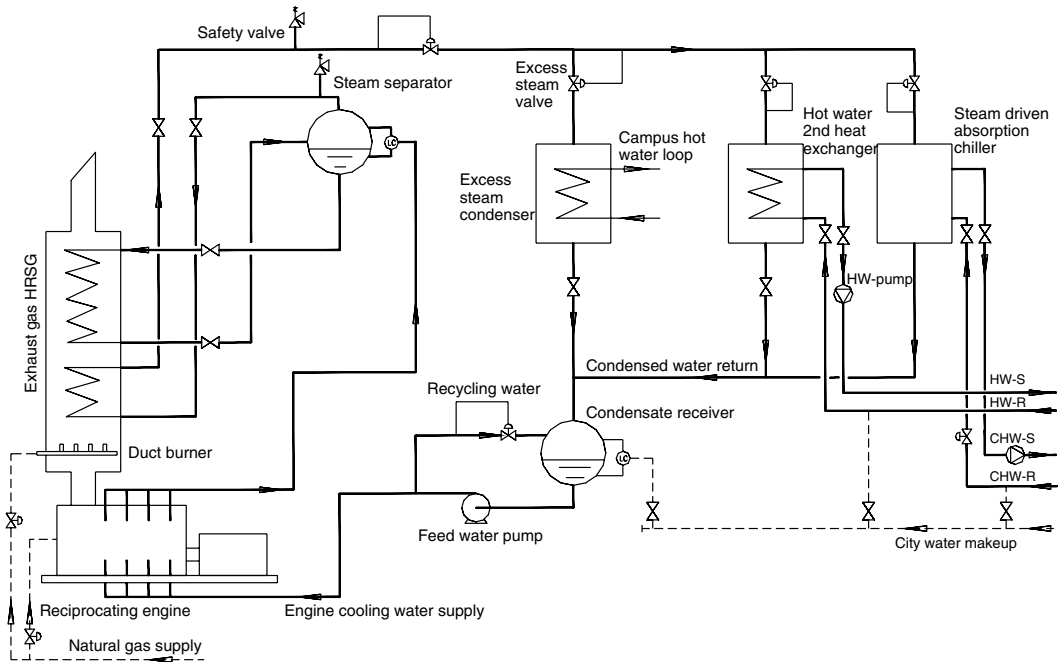 Safety valve
Steam separator
LC
Excess
steam
valve
Campus hot
water loop
Hot water
2nd heat
exchanger
Steam driven
absorption
chiller
Excess
steam
condenser
Exhaust gas HRSG
HW-pump
Condensed water return
HW-S
HW-R
Recycling water
Condensate receiver
LC
Duct burner
CHW-S
CHW-R
Feed water pump
City water makeup
Reciprocating engine
Engine cooling water supply
Natural gas supply